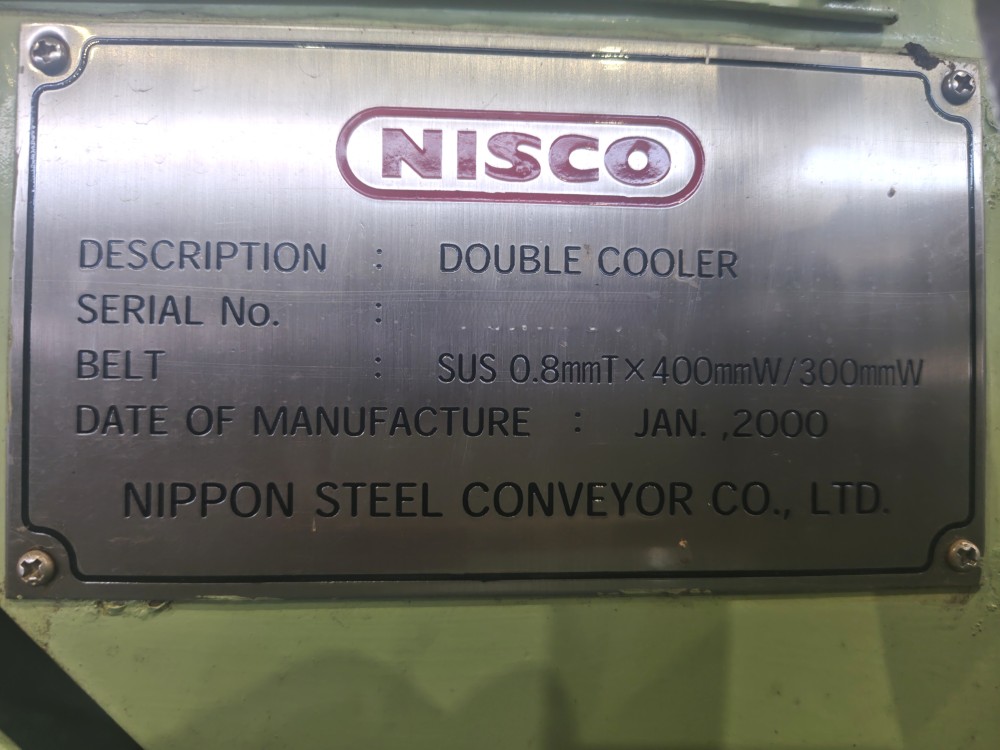 NISCO
DESCRIPTION : DOUBLE COOLER
SERIAL No. :
BELT : SUS 0.8mmT×400mmW/300mmW
DATE OF MANUFACTURE : JAN. ,2000
NIPPON STEEL CONVEYOR CO., LTD.